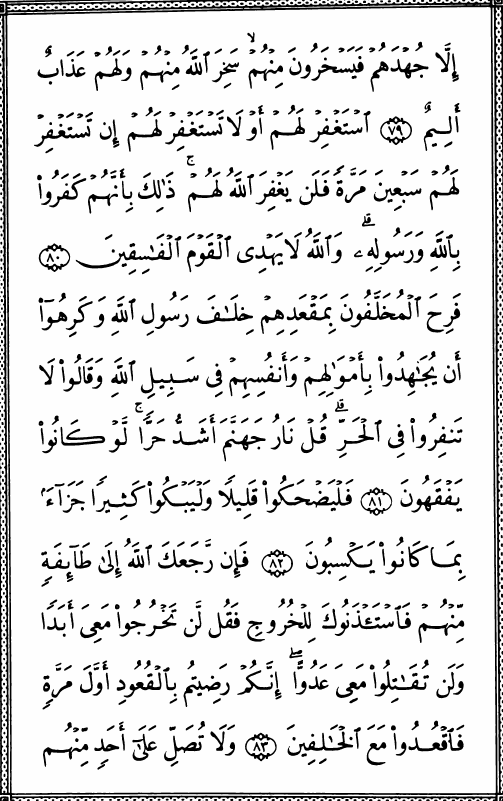 إِلَّا جُهْدَهُمْ فَيَسْخَرُونَ مِنْهُمْ ۙ سَخِرَ ٱللَّهُ مِنْهُمْ وَلَهُمْ عَذَابٌ
أَلِيمٌ ﴿٧٩﴾ ٱسْتَغْفِرْ لَهُمْ أَوْ لَا تَسْتَغْفِرْ لَهُمْ إِن تَسْتَغْفِرْ
لَهُمْ سَبْعِينَ مَرَّةً فَلَن يَغْفِرَ ٱللَّهُ لَهُمْ ۚ ذَٰلِكَ بِأَنَّهُمْ كَفَرُوا۟
بِٱللَّهِ وَرَسُولِهِۦ ۗ وَٱللَّهُ لَا يَهْدِى ٱلْقَوْمَ ٱلْفَٰسِقِينَ ﴿٨٠﴾
فَرِحَ ٱلْمُخَلَّفُونَ بِمَقْعَدِهِمْ خِلَٰفَ رَسُولِ ٱللَّهِ وَكَرِهُوٓا۟
أَن يُجَٰهِدُوا۟ بِأَمْوَٰلِهِمْ وَأَنفُسِهِمْ فِى سَبِيلِ ٱللَّهِ وَقَالُوا۟ لَا
تَنفِرُوا۟ فِى ٱلْحَرِّ ۗ قُلْ نَارُ جَهَنَّمَ أَشَدُّ حَرًّا ۚ لَّوْ كَانُوا۟
يَفْقَهُونَ ﴿٨١﴾ فَلْيَضْحَكُوا۟ قَلِيلًا وَلْيَبْكُوا۟ كَثِيرًا جَزَآءًۢ
بِمَا كَانُوا۟ يَكْسِبُونَ ﴿٨٢﴾ فَإِن رَّجَعَكَ ٱللَّهُ إِلَىٰ طَآئِفَةٍ
مِّنْهُمْ فَٱسْتَـْٔذَنُوكَ لِلْخُرُوجِ فَقُل لَّن تَخْرُجُوا۟ مَعِىَ أَبَدًا
وَلَن تُقَٰتِلُوا۟ مَعِىَ عَدُوًّا ۖ إِنَّكُمْ رَضِيتُم بِٱلْقُعُودِ أَوَّلَ مَرَّةٍ
فَٱقْعُدُوا۟ مَعَ ٱلْخَٰلِفِينَ ﴿٨٣﴾ وَلَا تُصَلِّ عَلَىٰٓ أَحَدٍ مِّنْهُم